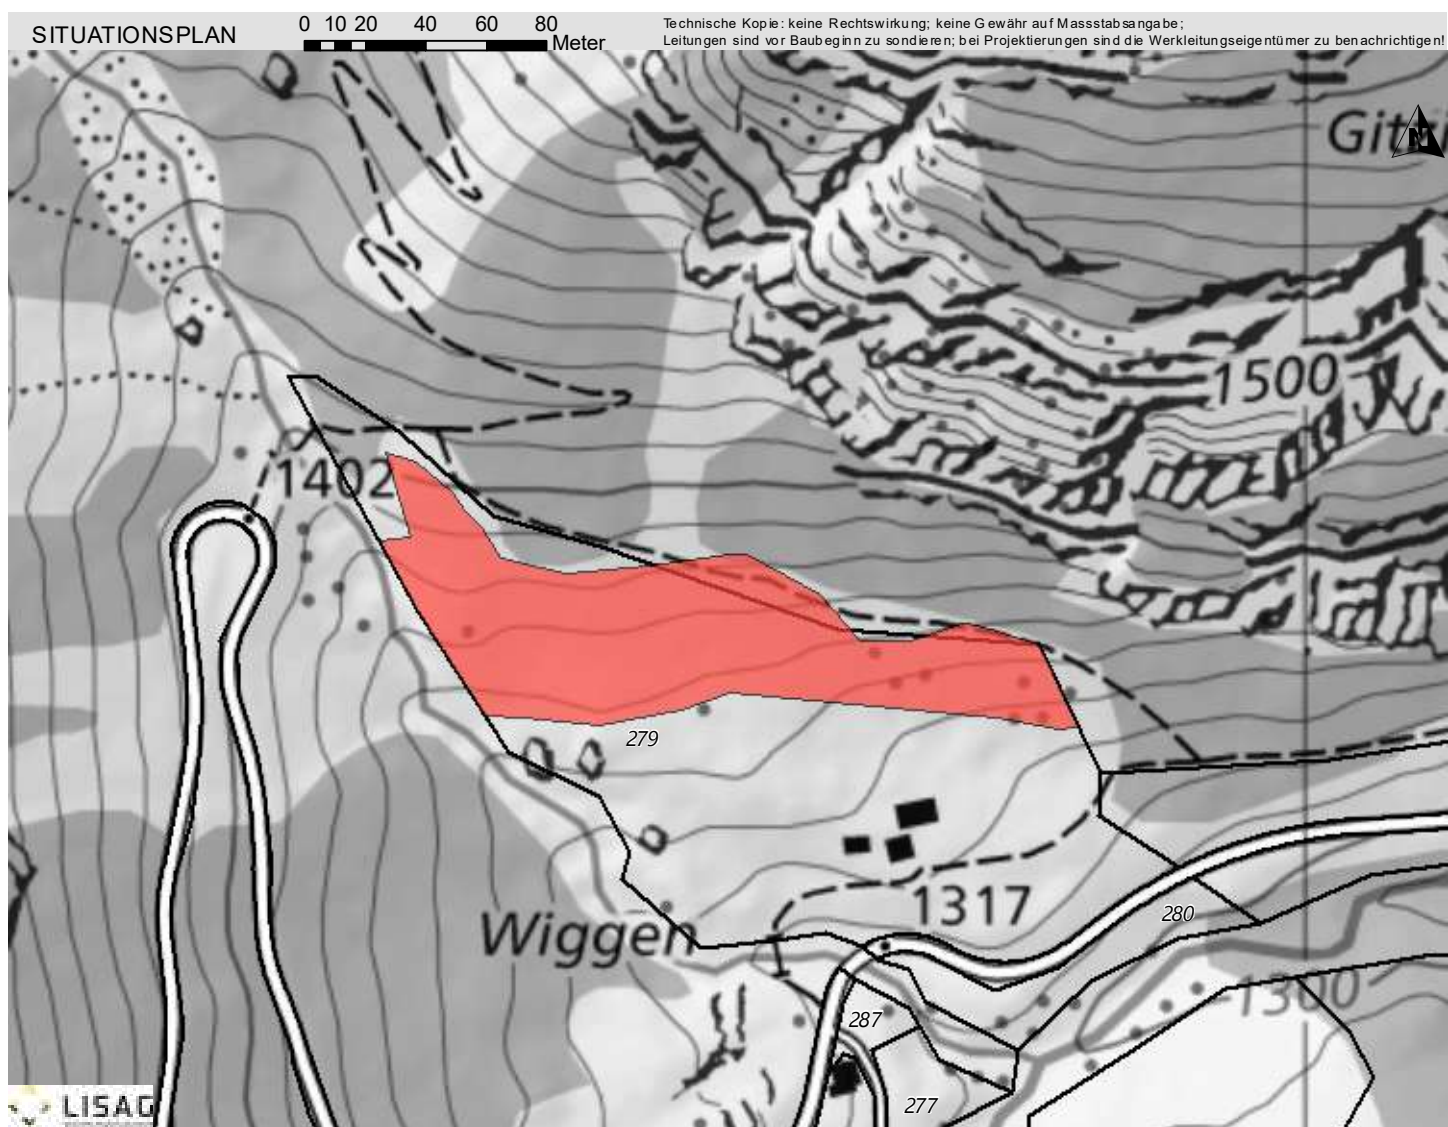 SITUATIONSPLAN
0 10 20 40 60 80
Meter
Technische Kopie: keine Rechtswirkung; keine Gewähr auf Massstabsangabe;
Leitungen sind vor Baubeginn zu sondieren; bei Projektierungen sind die Werkleitungseigentümer zu benachrichtigen!
N
1500
1402
279
1317
280
Wiggen
1300
287
277
LISAG